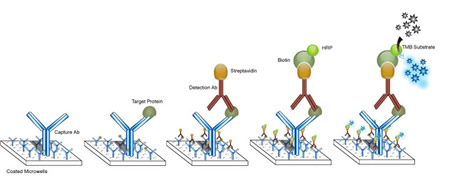 Capture Ab
Coated Microwells
Target Protein
Streptavidin
Detection Ab
HRP
Biotin
TMB Substrate